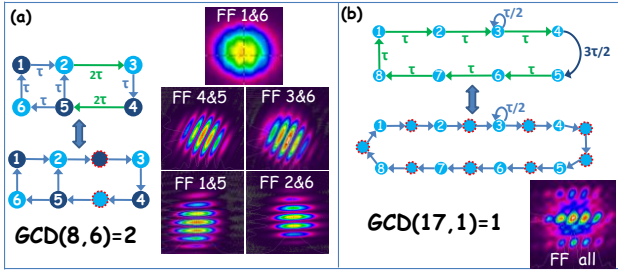 (a)
1 2 3
τ 2τ
τ τ τ
τ 2τ
6 5 4
1 2 3
6 5 4
GCD(8,6)=2
FF 1&6
FF 4&5
FF 3&6
FF 1&5
FF 2&6
(b)
τ/2
1 2 3 4
τ τ τ
τ
3τ/2
τ τ τ
8 7 6 5
τ/2
1 2 3 4
8 7 6 5
GCD(17,1)=1
FF all